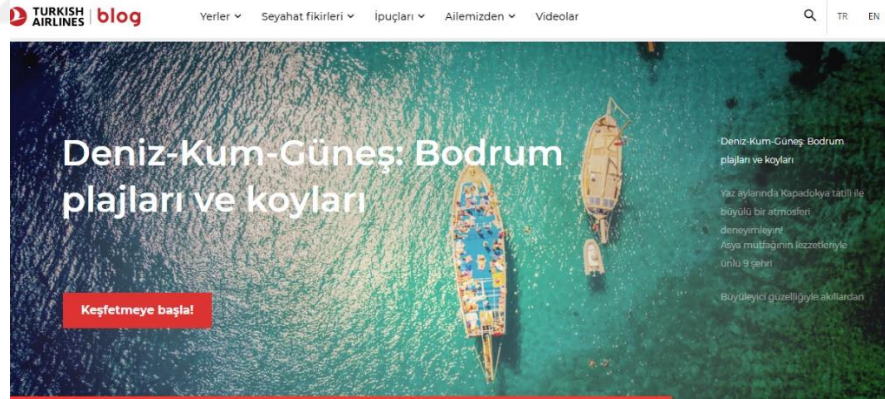 TURKISH AIRLINES | blog
Yerler
Seyahat fikirleri
İpuçları
Ailemizden
Videolar
TR
EN
Deniz-Kum-Güneş: Bodrum
plajları ve koyları
Keşfetmeye başla!
Deniz-Kum-Güneş: Bodrum
plajları ve koyları
Yaz aylarında Kapadokya tatili ile
büyülü bir atmosferi
deneyimleyin!
Asya mutfağının lezzetleriyle
ünlü 9 şehri
Büyüleyici güzelliğiyle akıllardan